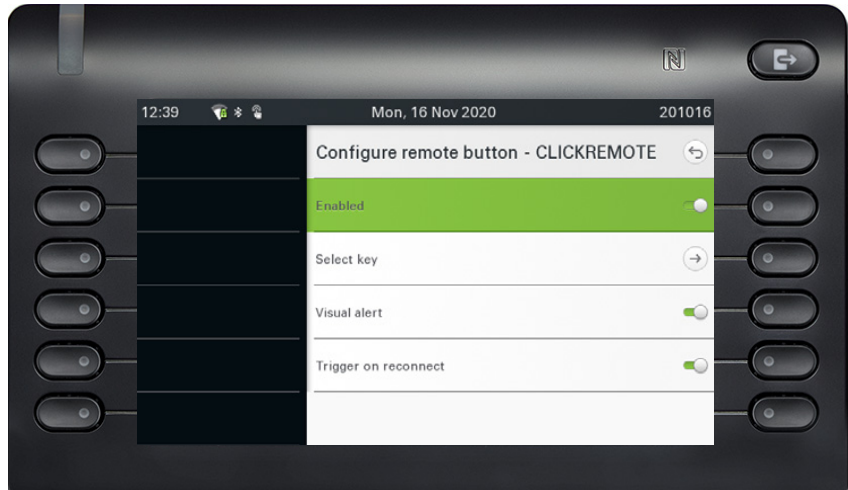 12:39 Mon, 16 Nov 2020 201016
Configure remote button - CLICKREMOTE
Enabled
Select key
Visual alert
Trigger on reconnect